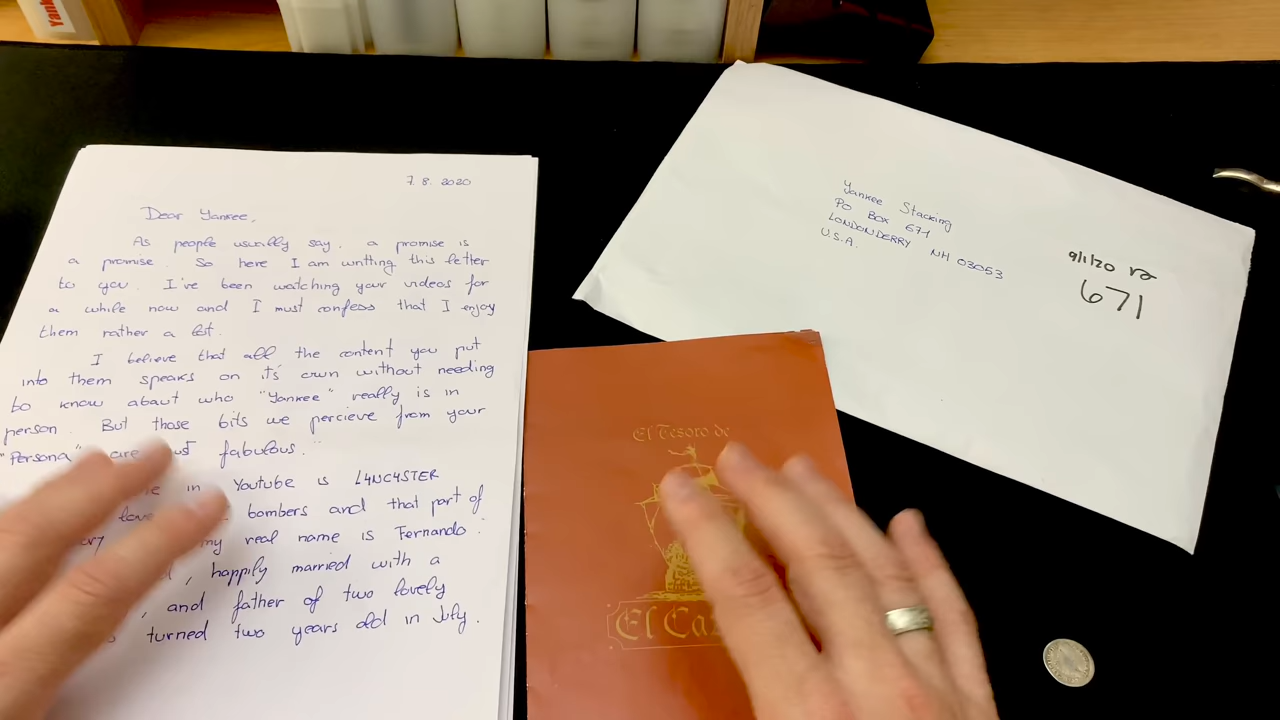 Yank
7. 8. 2020
Dear Yankee,
As people usually say, a promise is
a promise. So here I am writting this letter
to you. I've been watching your videos for
a while now and I must confess that I enjoy
them rather a lot.
I believe that all the content you put
into them speaks on it's own without needing
to know about who "Yankee" really is in
person. But those bits we percieve from your
"Persona" are fabulous.
in Youtube is L4NC4STER
love bombers and that part of
my real name is Fernando.
, happily married with a
, and father of two lovely
turned two years old in July.
Yankee Stacking
PO Box 671
LONDONDERRY NH 03053
U.S.A.
9/1/20
671
El Tesoro de
El Ca